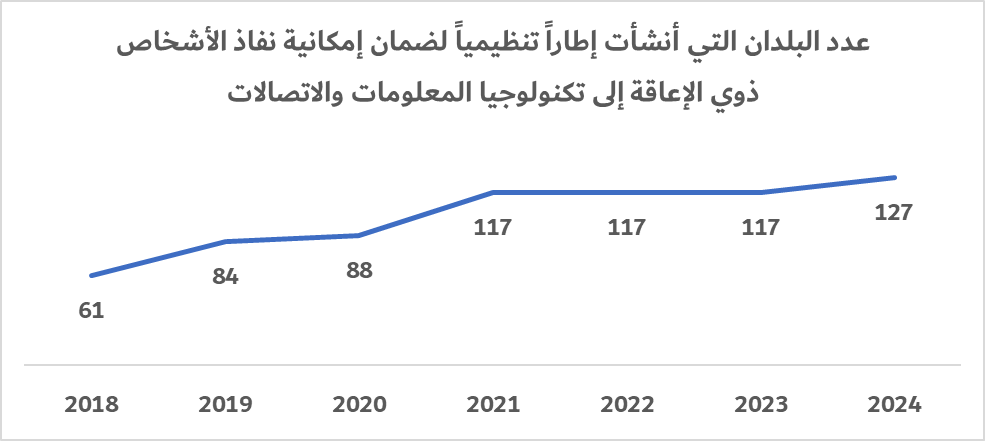 عدد البلدان التي أنشأت إطاراً تنظيمياً لضمان إمكانية نفاذ الأشخاص
ذوي الإعاقة إلى تكنولوجيا المعلومات والاتصالات
61 84 88 117 117 117 127
2018 2019 2020 2021 2022 2023 2024